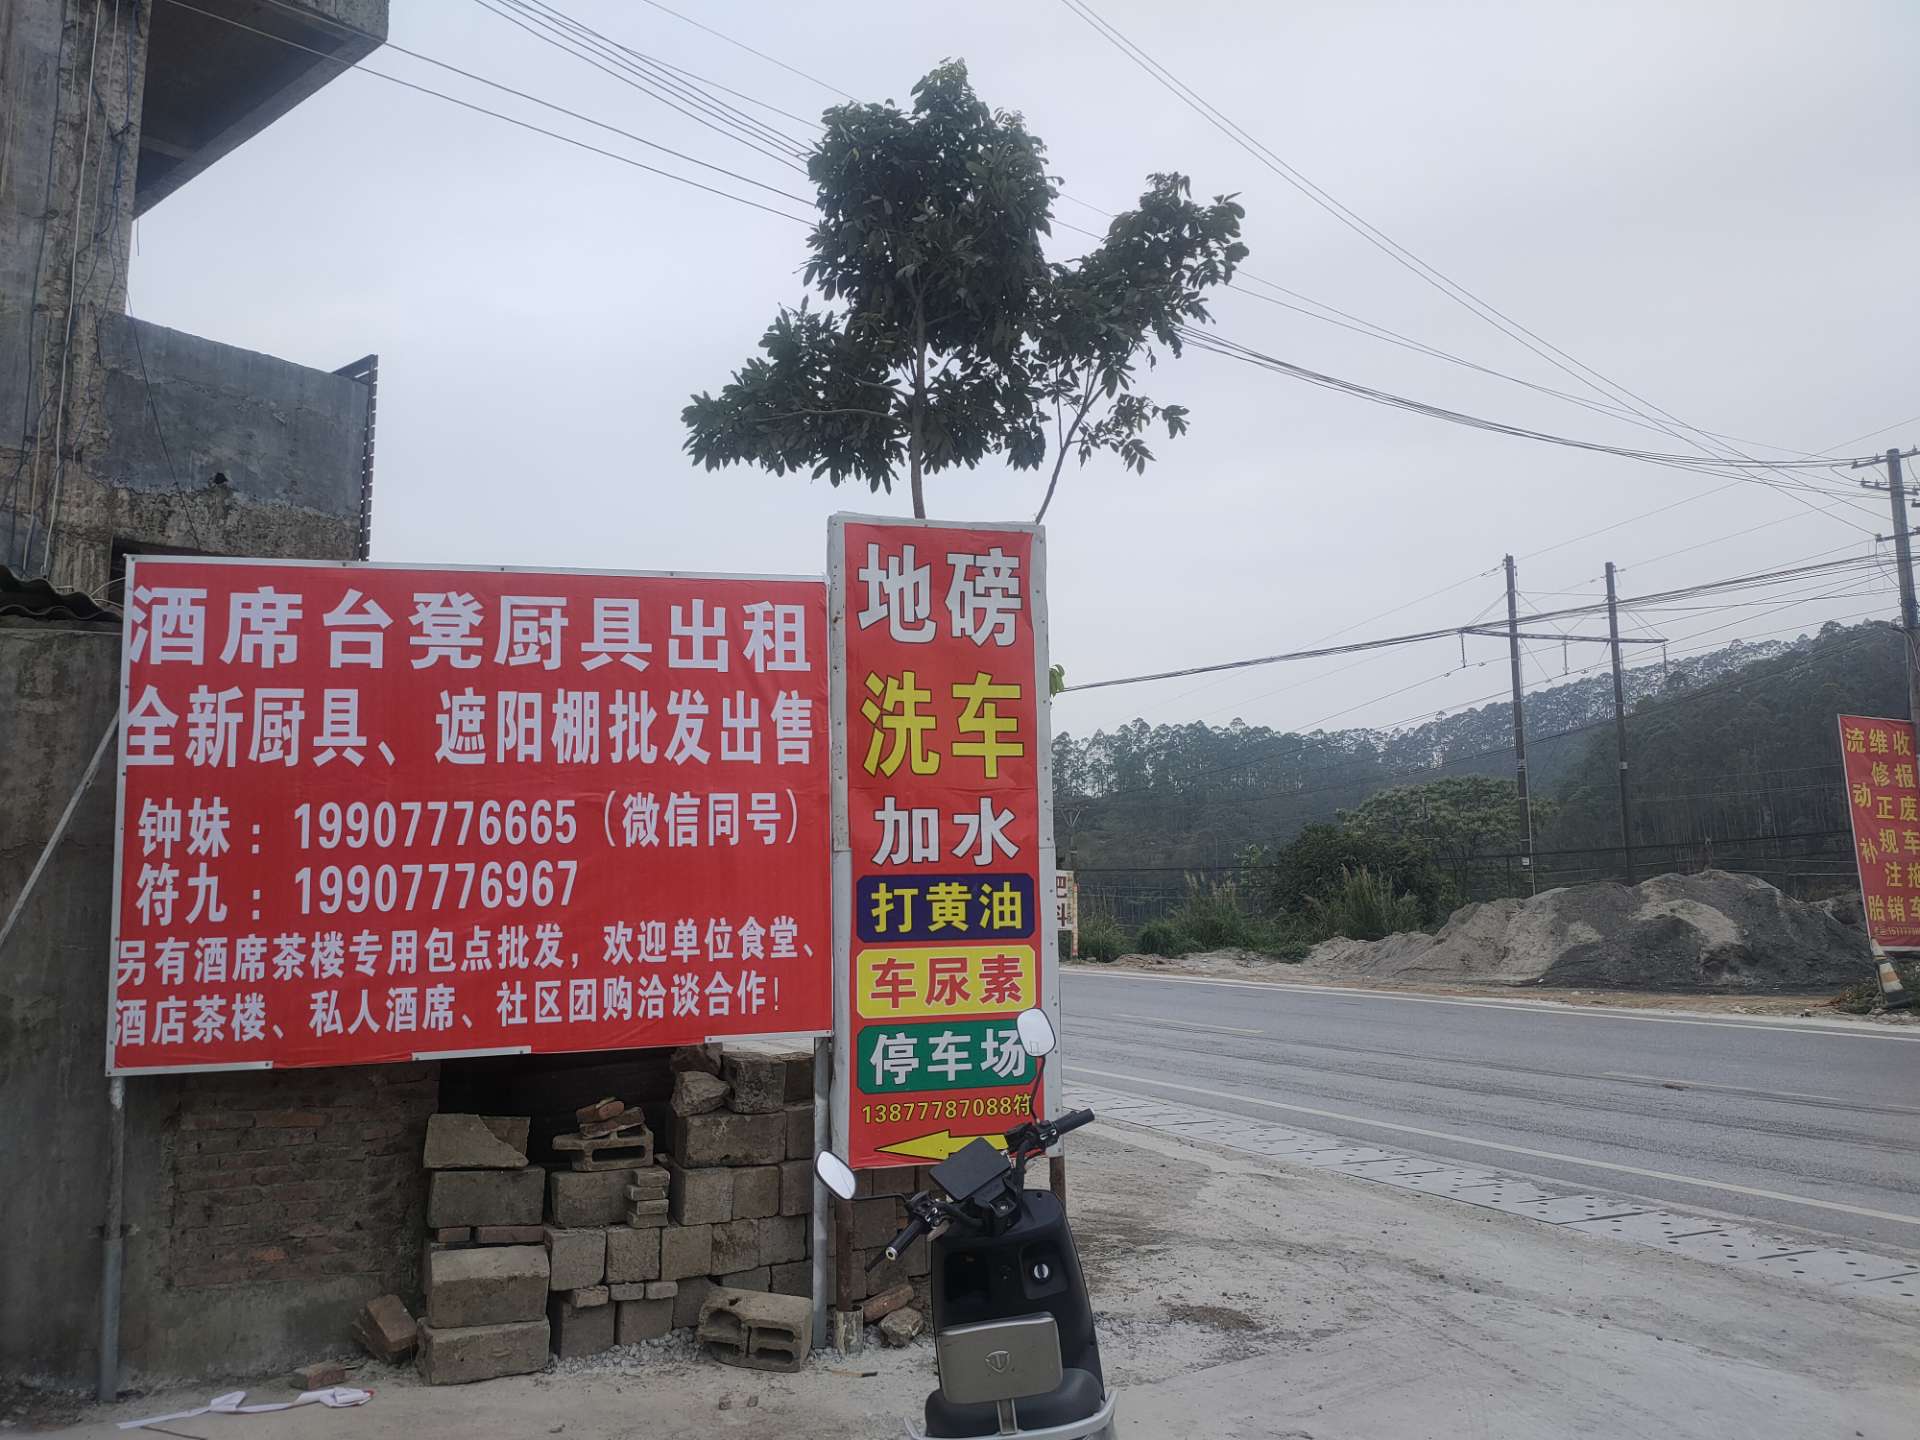 酒席台凳厨具出租
全新厨具、遮阳棚批发出售
钟妹：19907776665（微信同号）
符九：19907776967
另有酒席茶楼专用包点批发，欢迎单位食堂、
酒店茶楼、私人酒席、社区团购洽谈合作！
地磅
洗车
加水
打黄油
车尿素
停车场
13877787088符
收报废车拖车
维修正规注销
流动补胎